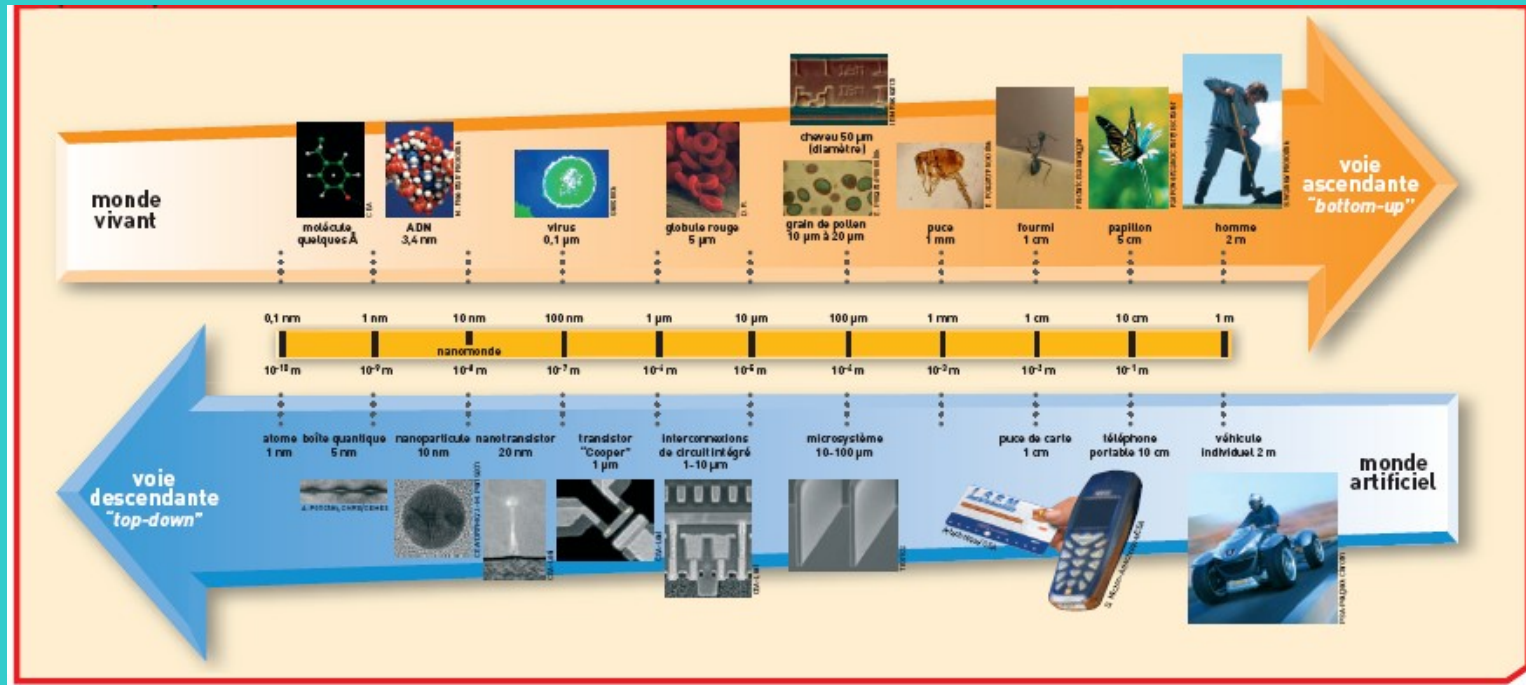 cheveu 50 µm
(diamètre)
monde
vivant
molécule
quelques Å
ADN
3,4 nm
virus
0,1 µm
globule rouge
5 µm
grain de pollen
10 µm à 20 µm
puce
1 mm
fourmi
1 cm
papillon
5 cm
homme
2 m
voie
ascendante
"bottom-up"
0,1 nm
1 nm
10 nm
100 nm
1 µm
10 µm
100 µm
1 mm
1 cm
10 cm
1 m
nanomonde
10⁻¹⁰ m
10⁻⁹ m
10⁻⁸ m
10⁻⁷ m
10⁻⁴ m
10⁻³ m
10⁻² m
10⁻¹ m
voie
descendante
"top-down"
atome
1 nm
boîte quantique
5 nm
nanoparticule
10 nm
nanotransistor
20 nm
transistor
"Cooper"
1 µm
interconnexions
de circuit intégré
1-10 µm
microsystème
10-100 µm
puce de carte
1 cm
téléphone
portable 10 cm
véhicule
individuel 2 m
monde
artificiel